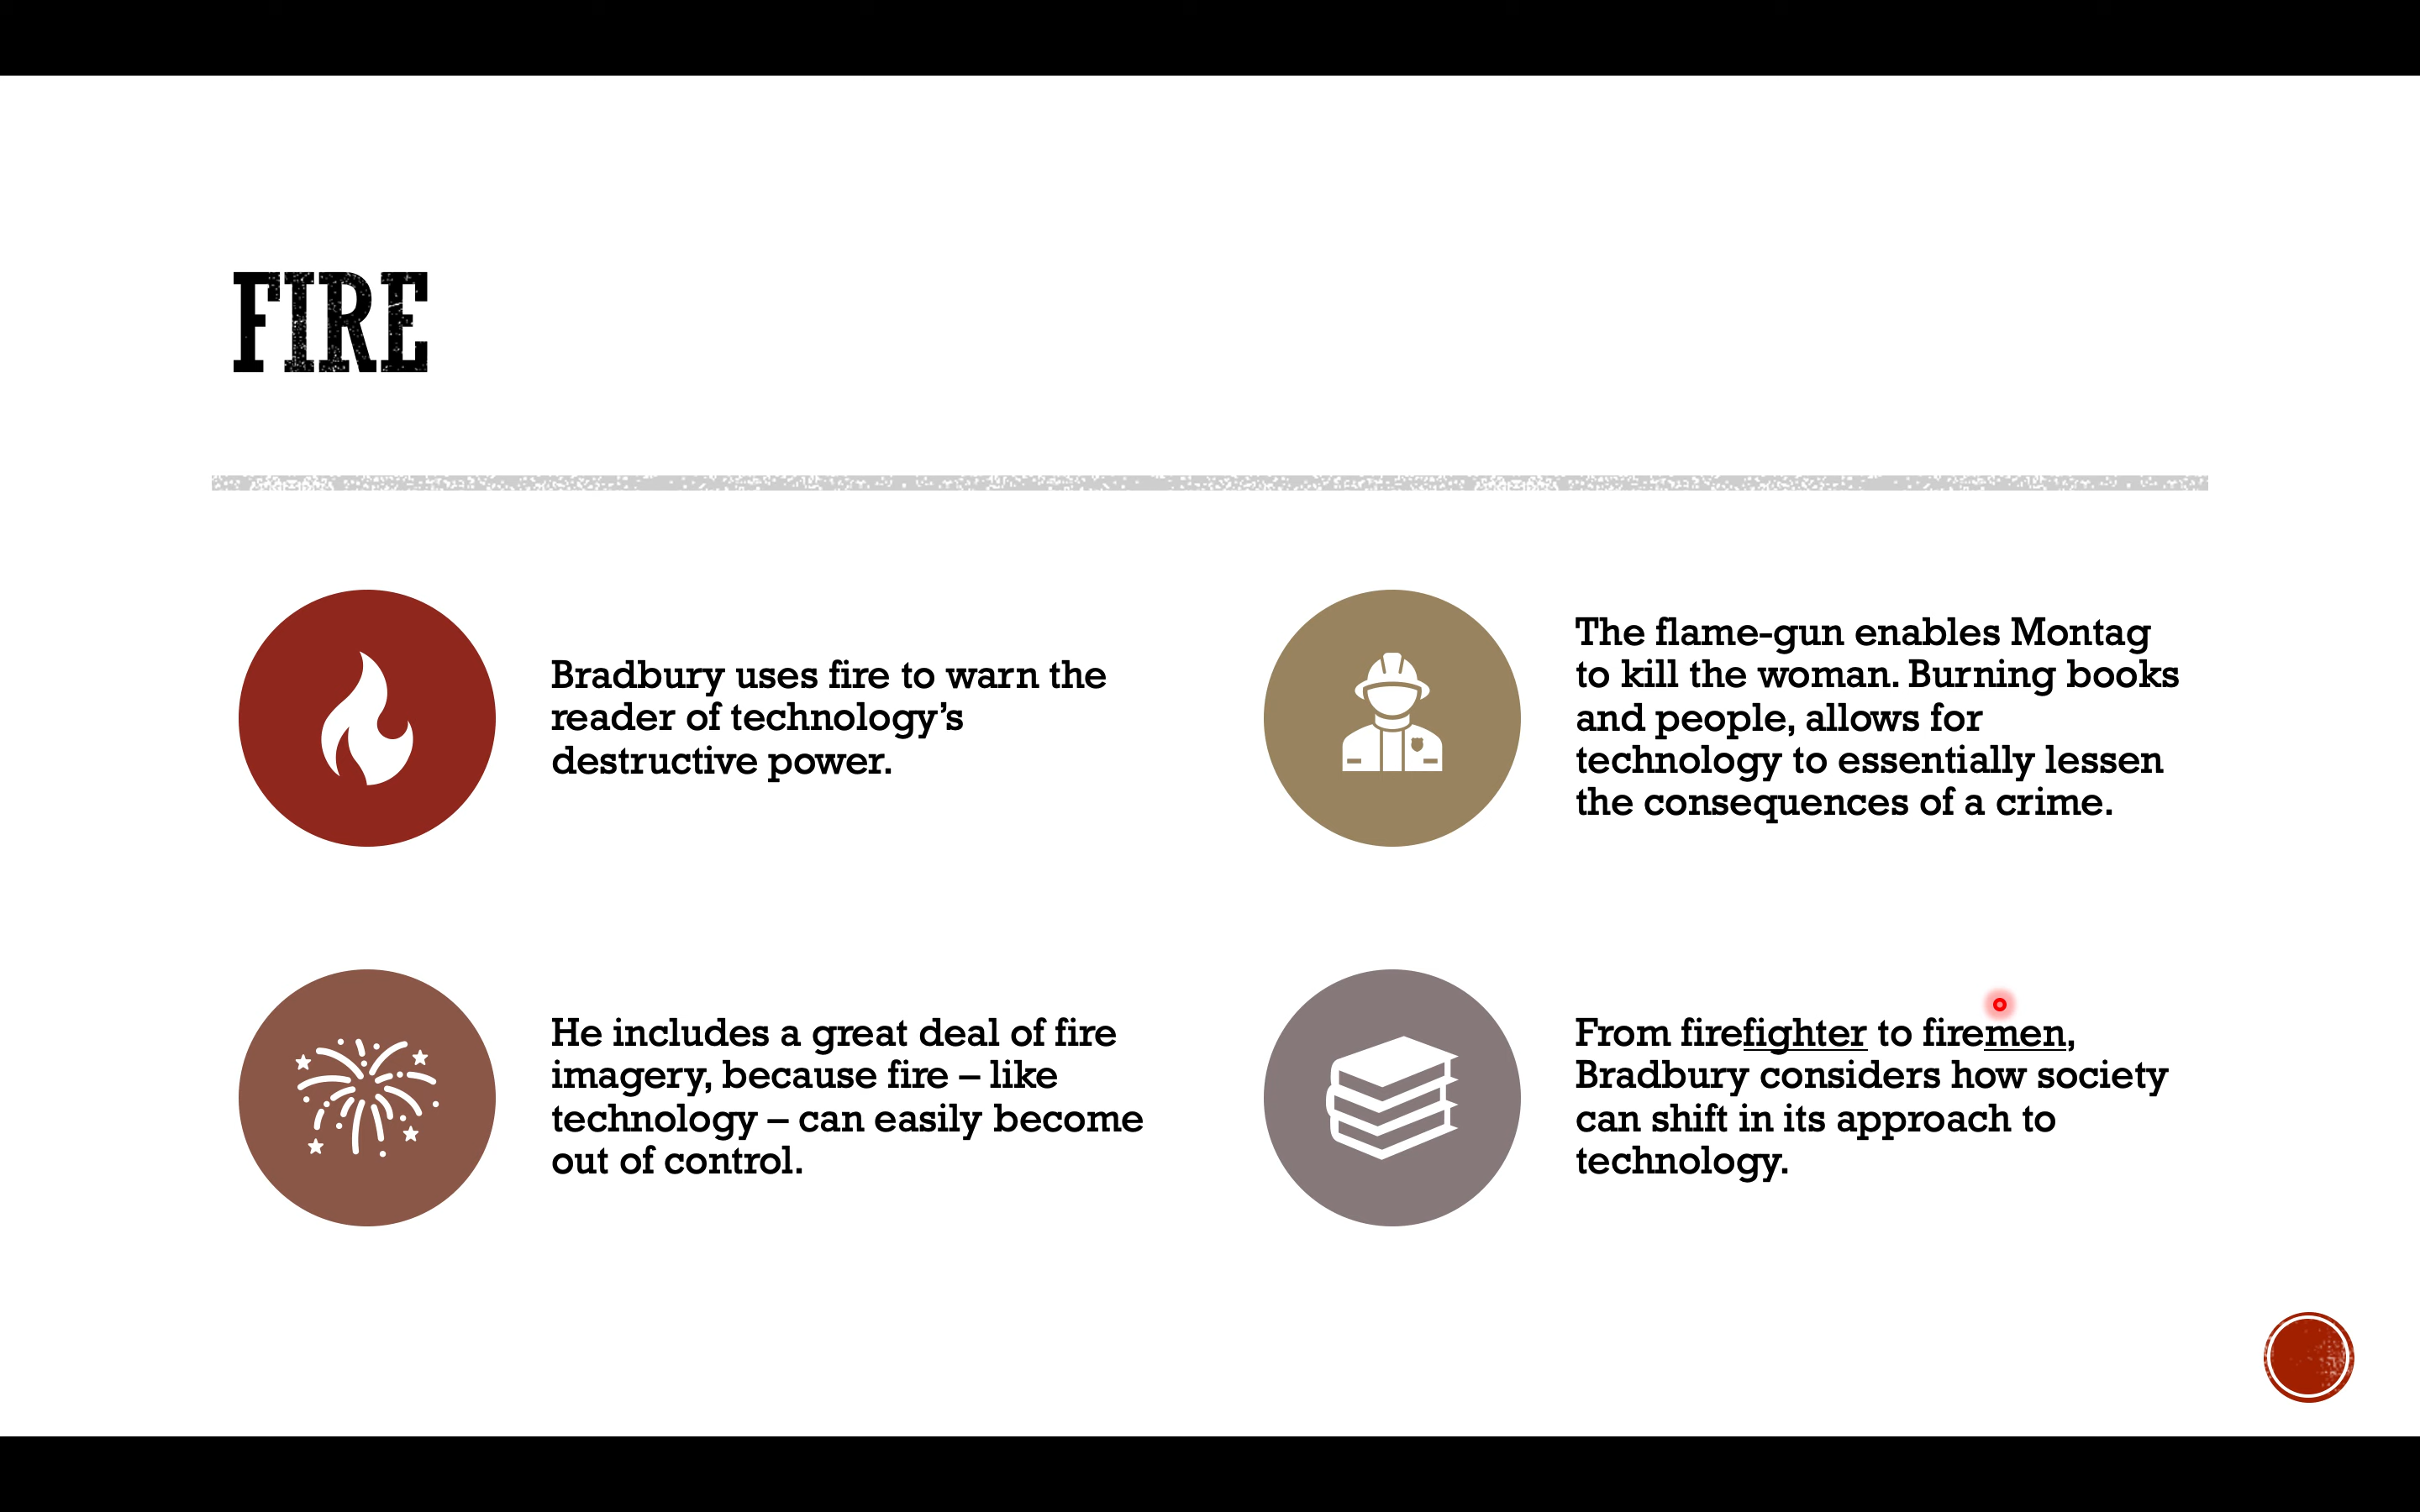 FIRE
Bradbury uses fire to warn the
reader of technology’s
destructive power.
The flame-gun enables Montag
to kill the woman. Burning books
and people, allows for
technology to essentially lessen
the consequences of a crime.
He includes a great deal of fire
imagery, because fire – like
technology – can easily become
out of control.
From firefighter to firemen,
Bradbury considers how society
can shift in its approach to
technology.